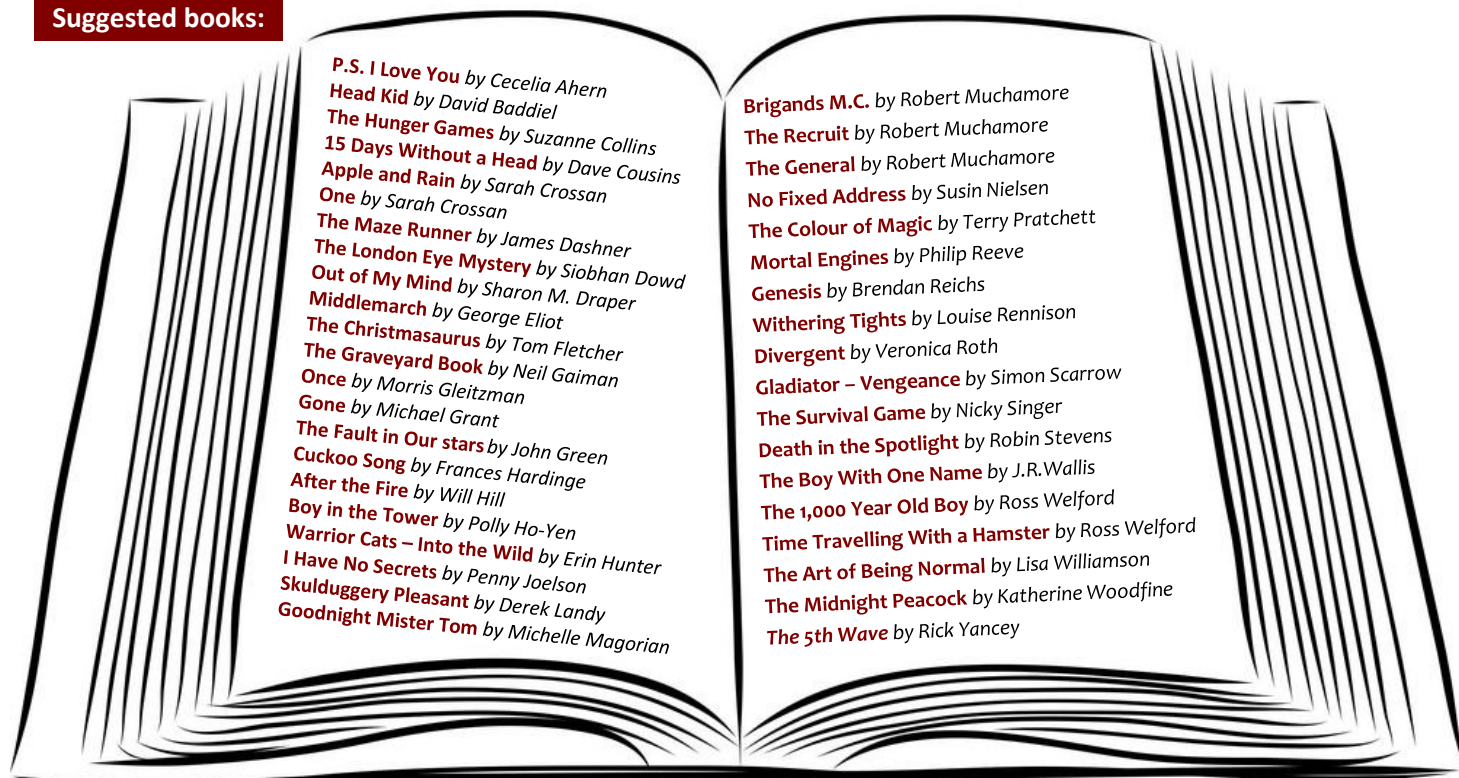 Suggested books:
P.S. I Love You by Cecelia Ahern
Head Kid by David Baddiel
The Hunger Games by Suzanne Collins
15 Days Without a Head by Dave Cousins
Apple and Rain by Sarah Crossan
One by Sarah Crossan
The Maze Runner by James Dashner
The London Eye Mystery by Siobhan Dowd
Out of My Mind by Sharon M. Draper
Middlemarch by George Eliot
The Christmasaurus by Tom Fletcher
The Graveyard Book by Neil Gaiman
Once by Morris Gleitzman
Gone by Michael Grant
The Fault in Our stars by John Green
Cuckoo Song by Frances Hardinge
After the Fire by Will Hill
Boy in the Tower by Polly Ho-Yen
Warrior Cats – Into the Wild by Erin Hunter
I Have No Secrets by Penny Joelson
Skulduggery Pleasant by Derek Landy
Goodnight Mister Tom by Michelle Magorian
Brigands M.C. by Robert Muchamore
The Recruit by Robert Muchamore
The General by Robert Muchamore
No Fixed Address by Susin Nielsen
The Colour of Magic by Terry Pratchett
Mortal Engines by Philip Reeve
Genesis by Brendan Reichs
Withering Tights by Louise Rennison
Divergent by Veronica Roth
Gladiator – Vengeance by Simon Scarrow
The Survival Game by Nicky Singer
Death in the Spotlight by Robin Stevens
The Boy With One Name by J.R.Wallis
The 1,000 Year Old Boy by Ross Welford
Time Travelling With a Hamster by Ross Welford
The Art of Being Normal by Lisa Williamson
The Midnight Peacock by Katherine Woodfine
The 5th Wave by Rick Yancey